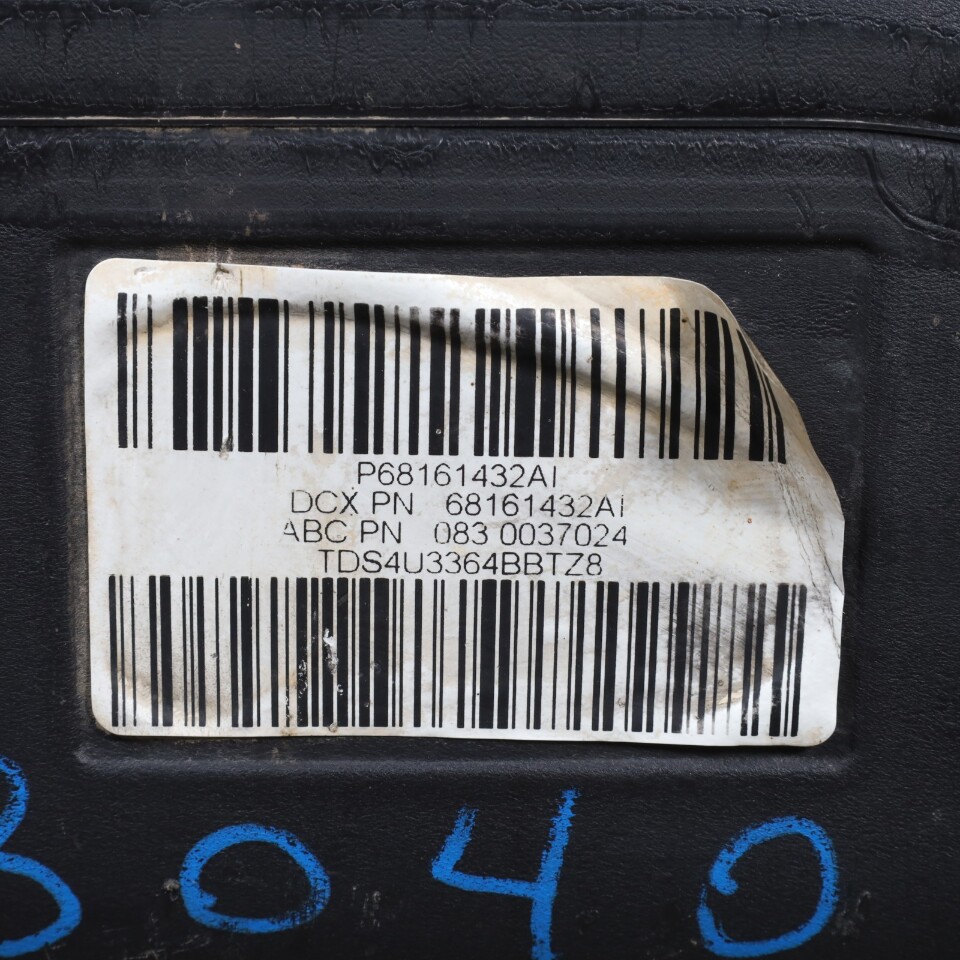 P68161432AI
DCX PN 68161432AI
ABC PN 083 0037024
TDS4U3364BBTZ8
3040